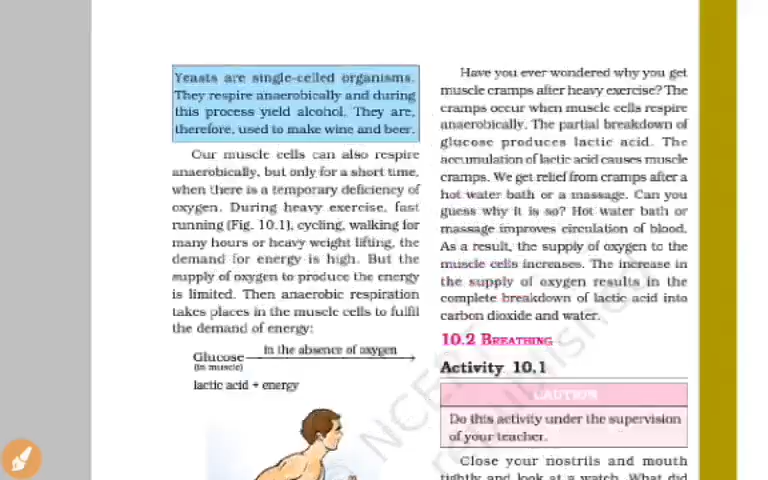 Yeasts are single-celled organisms.
They respire anaerobically and during
this process yield alcohol. They are,
therefore, used to make wine and beer.
Our muscle cells can also respire
anaerobically, but only for a short time,
when there is a temporary deficiency of
oxygen. During heavy exercise, fast
running (Fig. 10.1), cycling, walking for
many hours or heavy weight lifting, the
demand for energy is high. But the
supply of oxygen to produce the energy
is limited. Then anaerobic respiration
takes places in the muscle cells to fulfil
the demand of energy:
in the absence of oxygen
Glucose
(in muscle)
lactic acid + energy
Have you ever wondered why you get
muscle cramps after heavy exercise? The
cramps occur when muscle cells respire
anaerobically. The partial breakdown of
glucose produces lactic acid. The
accumulation of lactic acid causes muscle
cramps. We get relief from cramps after a
hot water bath or a massage. Can you
guess why it is so? Hot water bath or
massage improves circulation of blood.
As a result, the supply of oxygen to the
muscle cells increases. The increase in
the supply of oxygen results in the
complete breakdown of lactic acid into
carbon dioxide and water.
10.2 BREATHING
Activity 10.1
CAUTION
Do this activity under the supervision
of your teacher.
Close your nostrils and mouth
tightly and look at a watch. What did
© NCERT